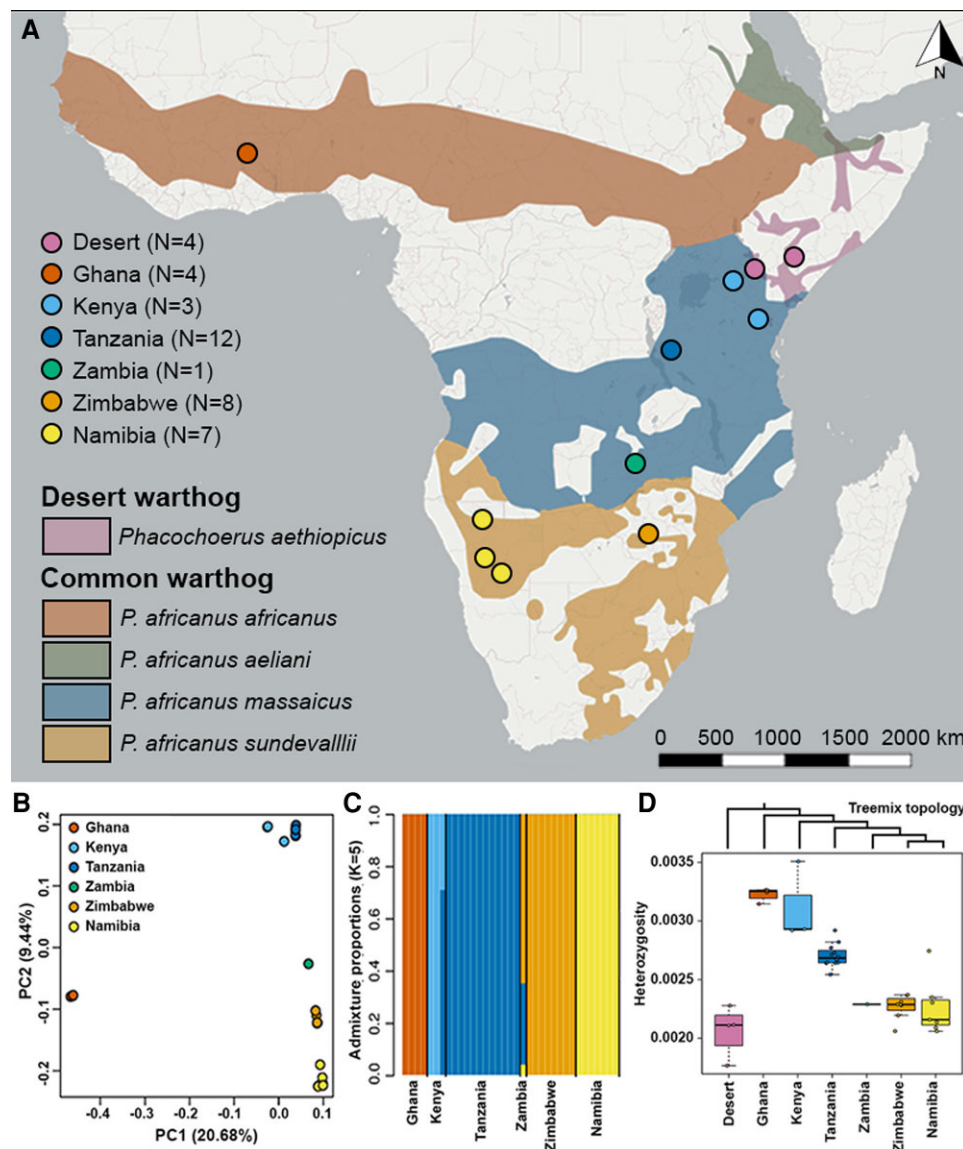 A
N
Desert (N=4)
Ghana (N=4)
Kenya (N=3)
Tanzania (N=12)
Zambia (N=1)
Zimbabwe (N=8)
Namibia (N=7)
Desert warthog
Phacochoerus aethiopicus
Common warthog
P. africanus africanus
P. africanus aeliani
P. africanus massaicus
P. africanus sundevalllii
0 500 1000 1500 2000 km
B
Ghana
Kenya
Tanzania
Zambia
Zimbabwe
Namibia
PC2 (9.44%)
0.2
0.1
0.0
-0.1
-0.2
-0.4 -0.3 -0.2 -0.1 0.0 0.1
PC1 (20.68%)
C
Admixture proportions (K=5)
1.0
0.8
0.6
0.4
0.2
0.0
Ghana
Kenya
Tanzania
Zambia
Zimbabwe
Namibia
D
Treemix topology
Heterozygosity
0.0035
0.0030
0.0025
0.0020
Desert
Ghana
Kenya
Tanzania
Zambia
Zimbabwe
Namibia